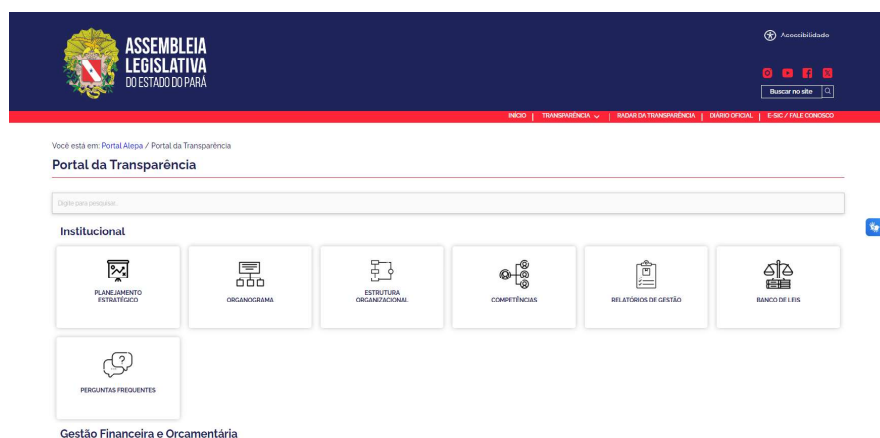 ASSEMBLEIA
LEGISLATIVA
DO ESTADO DO PARÁ
Acessibilidade
Buscar no site
INÍCIO | TRANSPARÊNCIA | RADAR DA TRANSPARÊNCIA | DIÁRIO OFICIAL | E-SIC / FALE CONOSCO
Você está em: Portal Alepa / Portal da Transparência
Portal da Transparência
Digite para pesquisar...
Institucional
PLANEJAMENTO
ESTRATÉGICO
ORGANOGRAMA
ESTRUTURA
ORGANIZACIONAL
COMPETÊNCIAS
RELATÓRIOS DE GESTÃO
BANCO DE LEIS
PERGUNTAS FREQUENTES
Gestão Financeira e Orçamentária